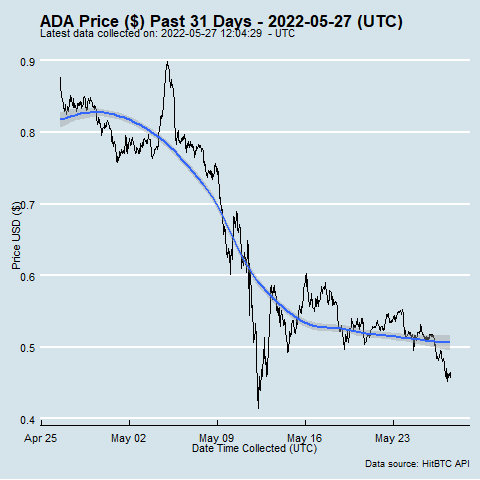 ADA Price ($) Past 31 Days - 2022-05-27 (UTC)
Latest data collected on: 2022-05-27 12:04:29 - UTC
0.9
0.8
0.7
0.6
0.5
0.4
Price USD ($)
Apr 25
May 02
May 09
May 16
May 23
Date Time Collected (UTC)
Data source: HitBTC API